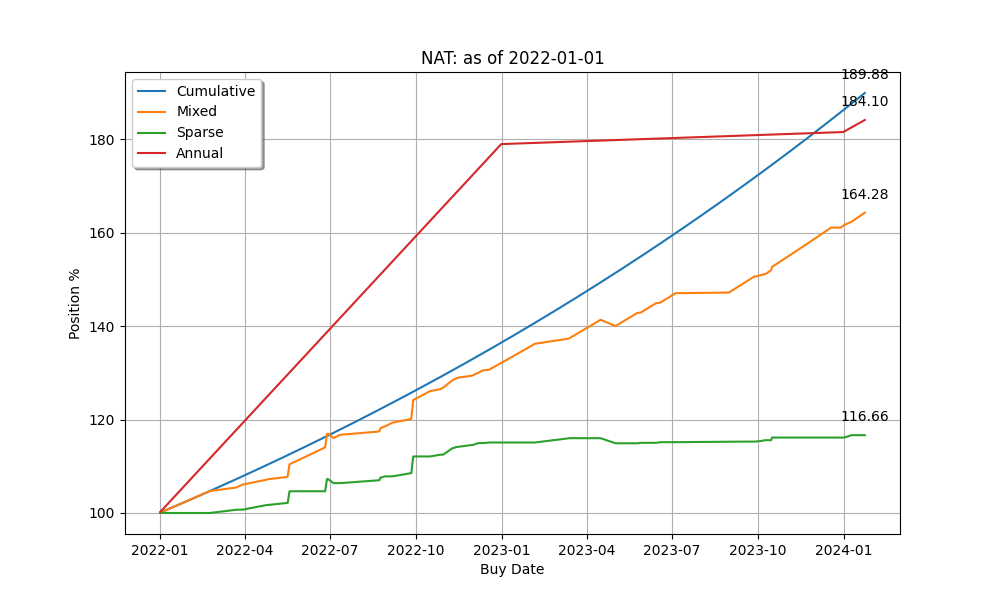 NAT: as of 2022-01-01
Cumulative
Mixed
Sparse
Annual
189.88
184.10
164.28
116.66
180
160
140
120
100
Position %
2022-01
2022-04
2022-07
2022-10
2023-01
2023-04
2023-07
2023-10
2024-01
Buy Date